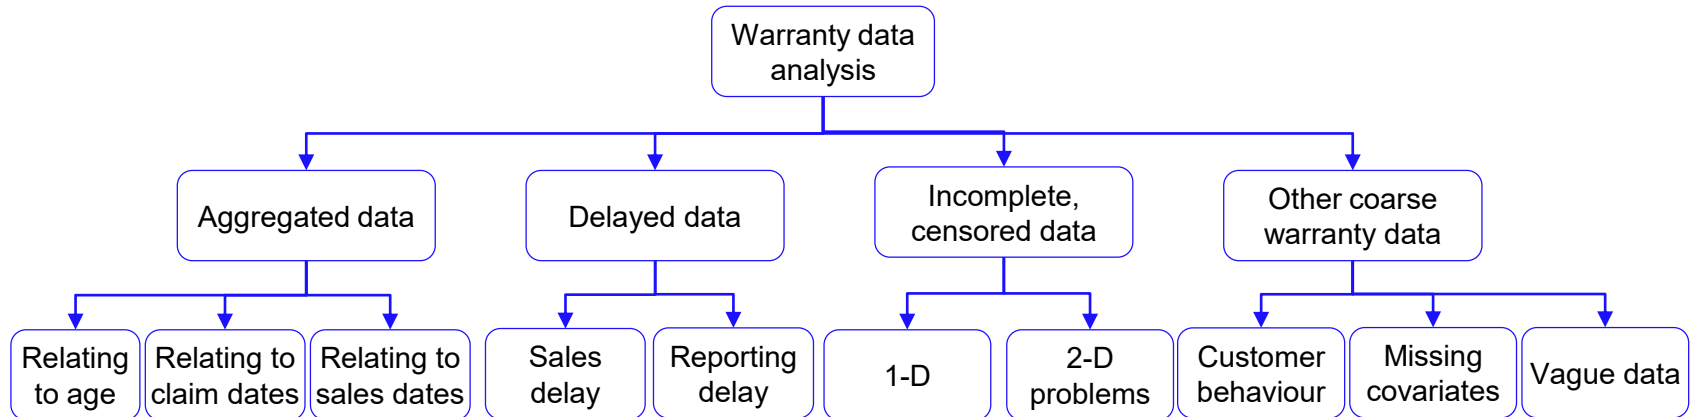 Warranty data
analysis
Aggregated data
Delayed data
Incomplete,
censored data
Other coarse
warranty data
Relating
to age
Relating to
claim dates
Relating to
sales dates
Sales
delay
Reporting
delay
1-D
2-D
problems
Customer
behaviour
Missing
covariates
Vague data